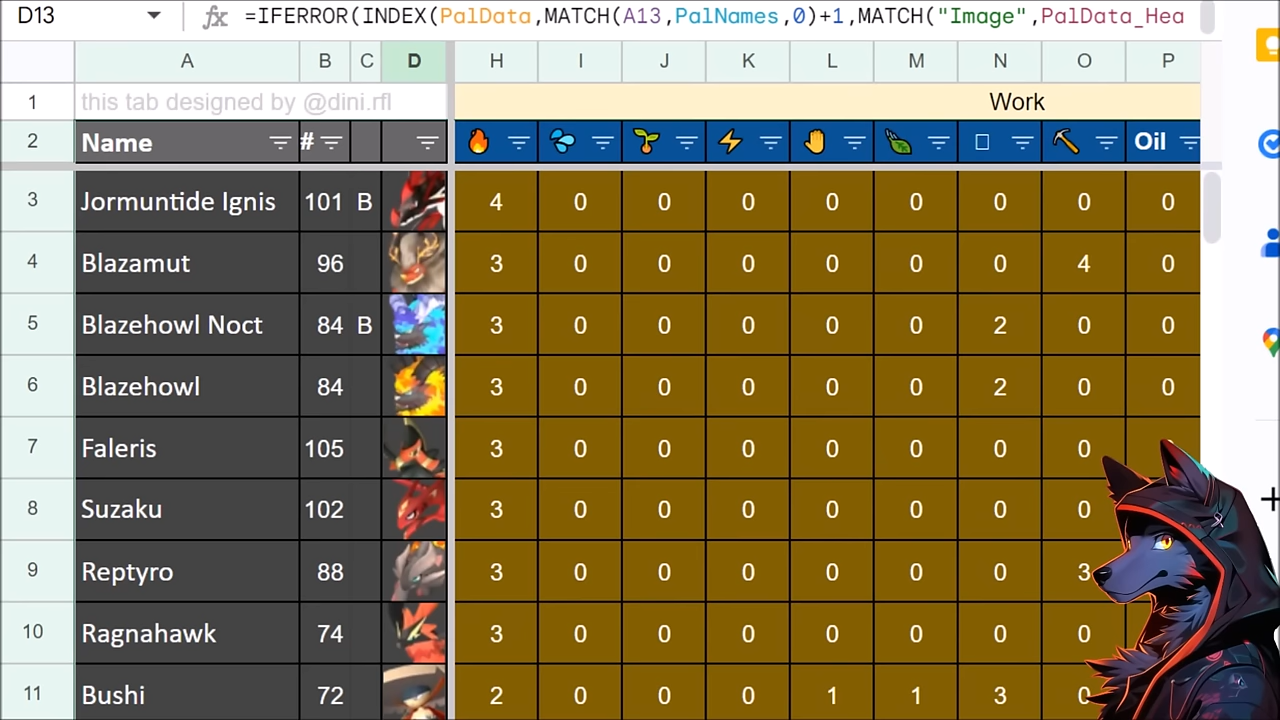 D13 fx =IFERROR(INDEX(PalData,MATCH(A13,PalNames,0)+1,MATCH("Image",PalData_Hea
A B C D H I J K L M N O P
1 this tab designed by @dini.rfl Work
2 Name # Oil
3 Jormuntide Ignis 101 B 4 0 0 0 0 0 0 0 0
4 Blazamut 96 3 0 0 0 0 0 0 4 0
5 Blazehowl Noct 84 B 3 0 0 0 0 0 2 0 0
6 Blazehowl 84 3 0 0 0 0 0 2 0 0
7 Faleris 105 3 0 0 0 0 0 0 0
8 Suzaku 102 3 0 0 0 0 0 0 0
9 Reptyro 88 3 0 0 0 0 0 0 3
10 Ragnahawk 74 3 0 0 0 0 0 0 0
11 Bushi 72 2 0 0 0 1 1 3 0